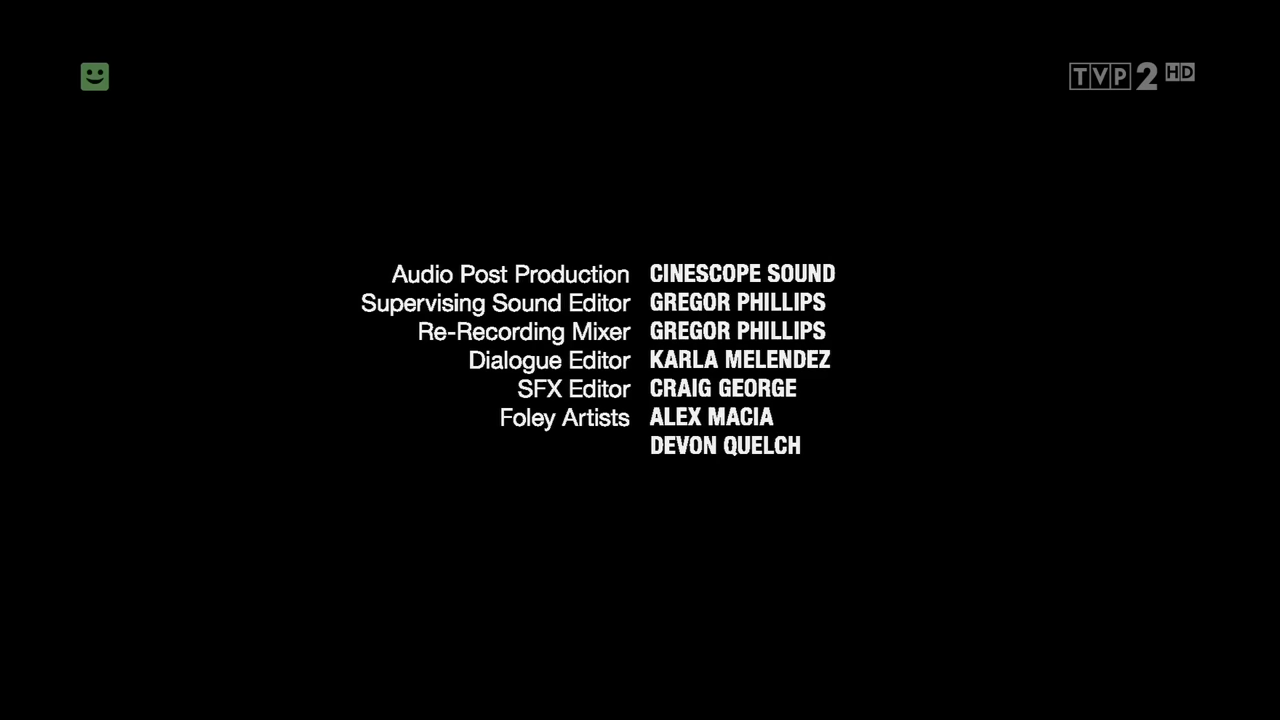 TVP 2 HD
Audio Post Production CINESCOPE SOUND
Supervising Sound Editor GREGOR PHILLIPS
Re-Recording Mixer GREGOR PHILLIPS
Dialogue Editor KARLA MELENDEZ
SFX Editor CRAIG GEORGE
Foley Artists ALEX MACIA
DEVON QUELCH